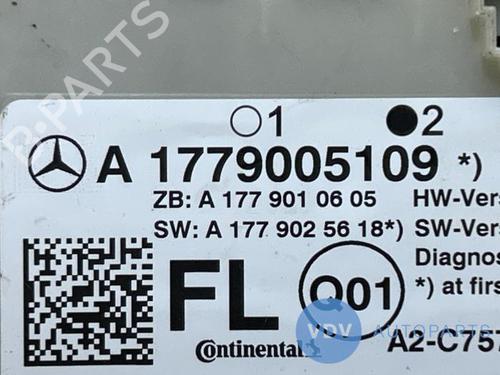 1 2
A 1779005109 *)
ZB: A 177 901 06 05 HW-Vers
SW: A 177 902 56 18*) SW-Vers
Diagnos
*) at firs
FL Q01
Continental A2-C757
VDV AUTOPARTS
B-PARTS